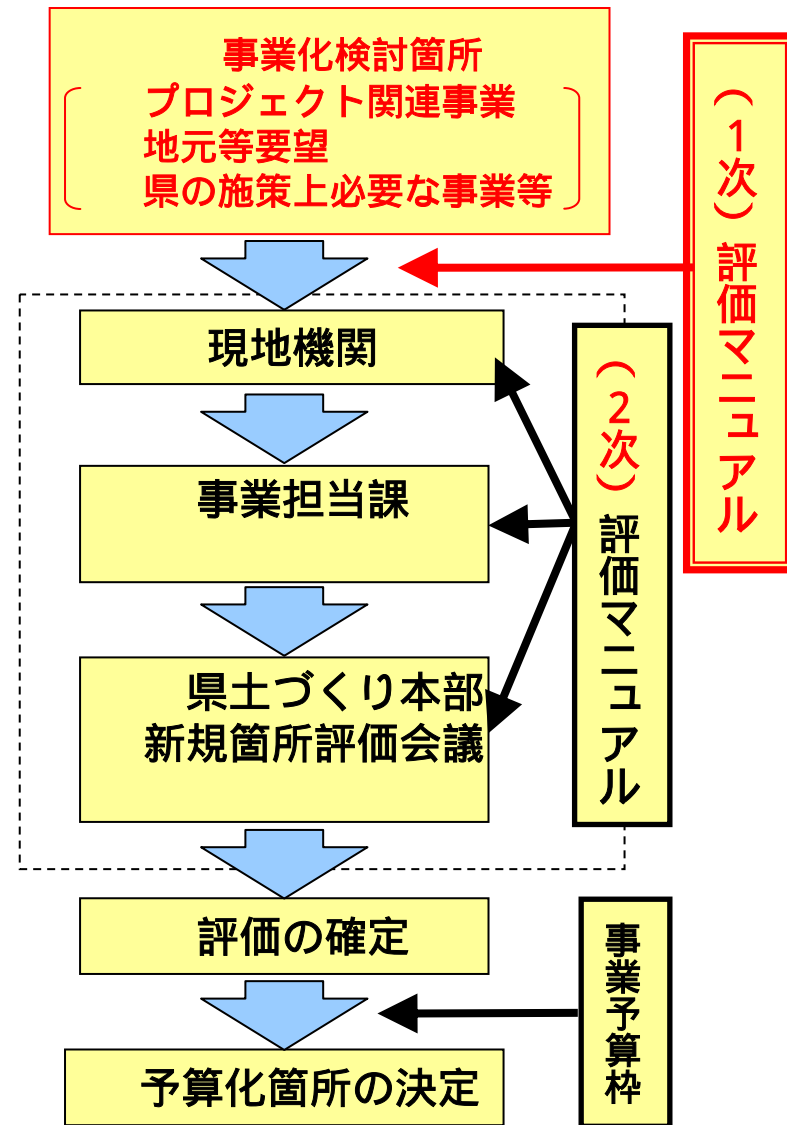 事業化検討箇所
プロジェクト関連事業
地元等要望
県の施策上必要な事業等
（１次）評価マニュアル
現地機関
（２次）評価マニュアル
事業担当課
県土づくり本部
新規箇所評価会議
評価の確定
事業予算枠
予算化箇所の決定